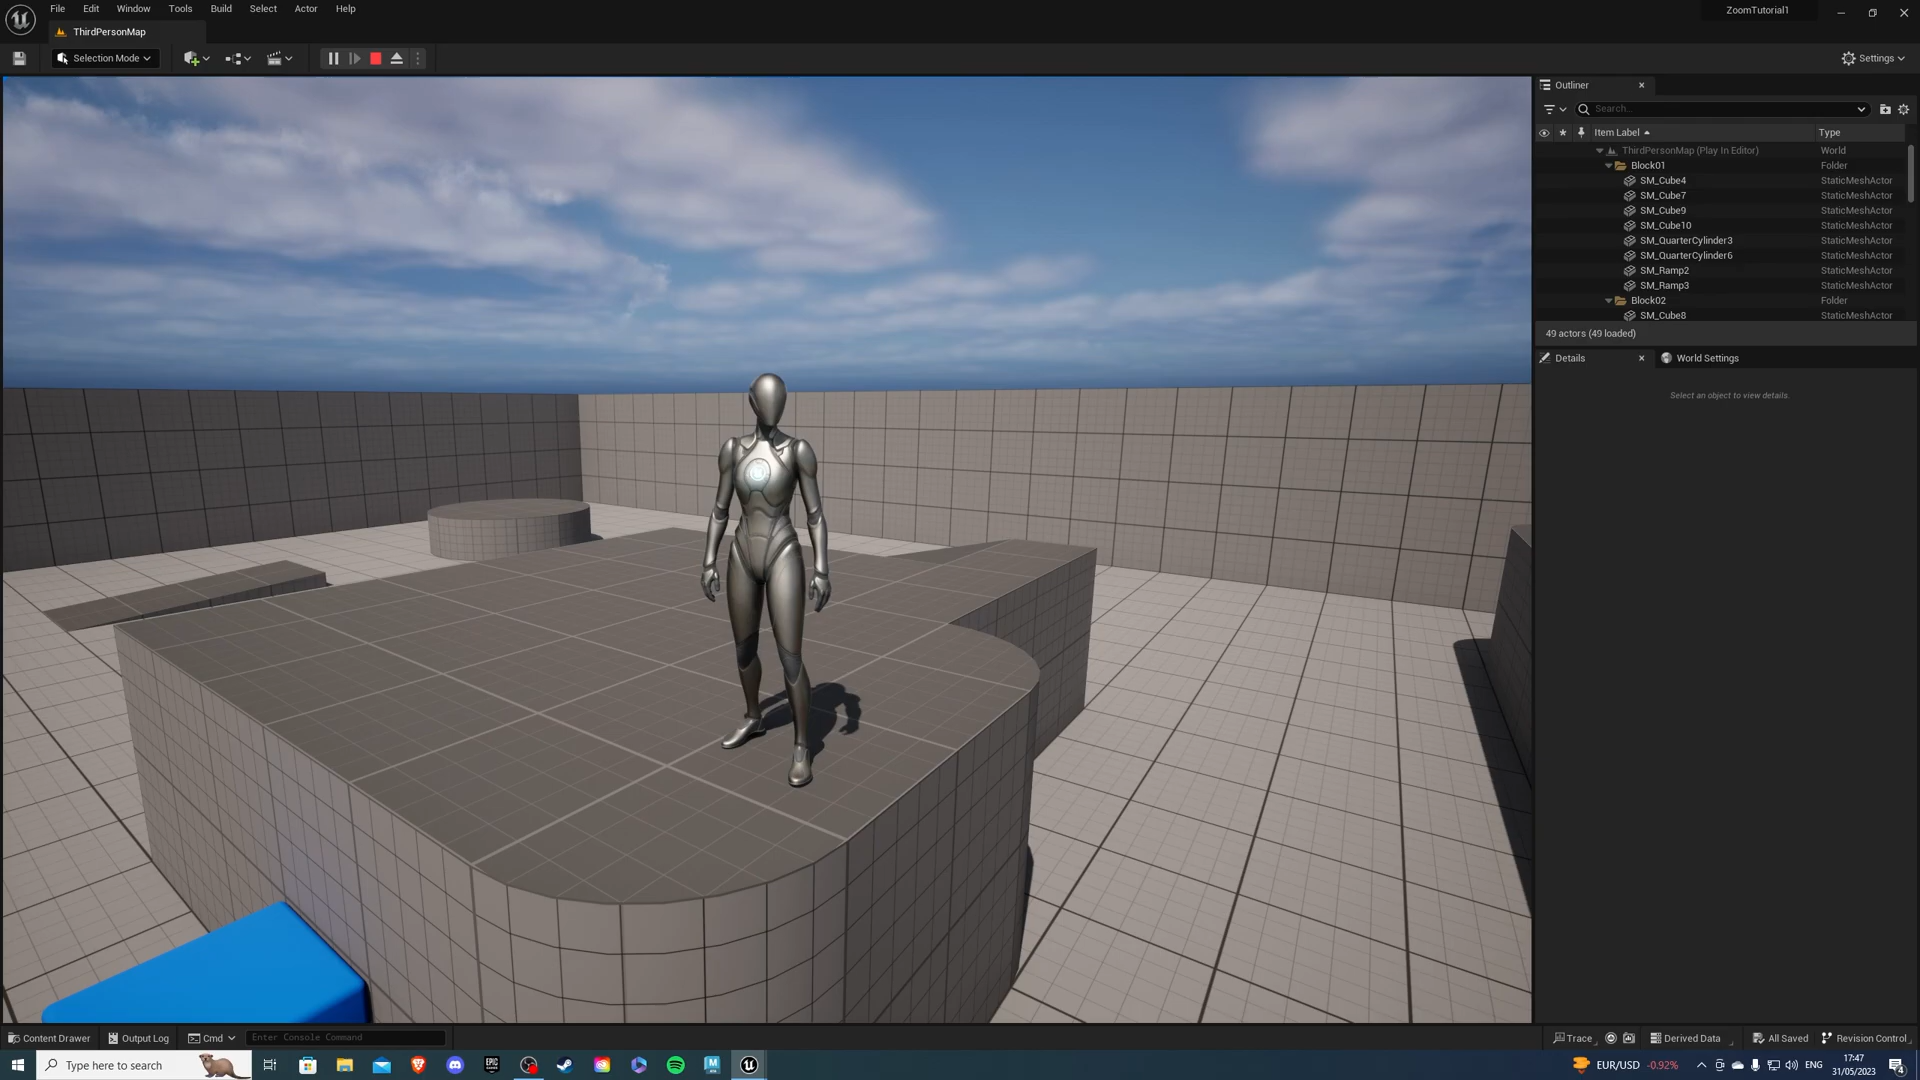 File Edit Window Tools Build Select Actor Help
ZoomTutorial1
ThirdPersonMap
Selection Mode
Settings
Outliner
Search...
Item Label Type
ThirdPersonMap (Play In Editor) World
Block01 Folder
SM_Cube4 StaticMeshActor
SM_Cube7 StaticMeshActor
SM_Cube9 StaticMeshActor
SM_Cube10 StaticMeshActor
SM_QuarterCylinder3 StaticMeshActor
SM_QuarterCylinder6 StaticMeshActor
SM_Ramp2 StaticMeshActor
SM_Ramp3 StaticMeshActor
Block02 Folder
SM_Cube8 StaticMeshActor
49 actors (49 loaded)
Details World Settings
Select an object to view details.
Content Drawer Output Log Cmd Enter Console Command Trace Derived Data All Saved Revision Control
Type here to search EUR/USD -0.92% ENG 17:47
31/05/2023 4